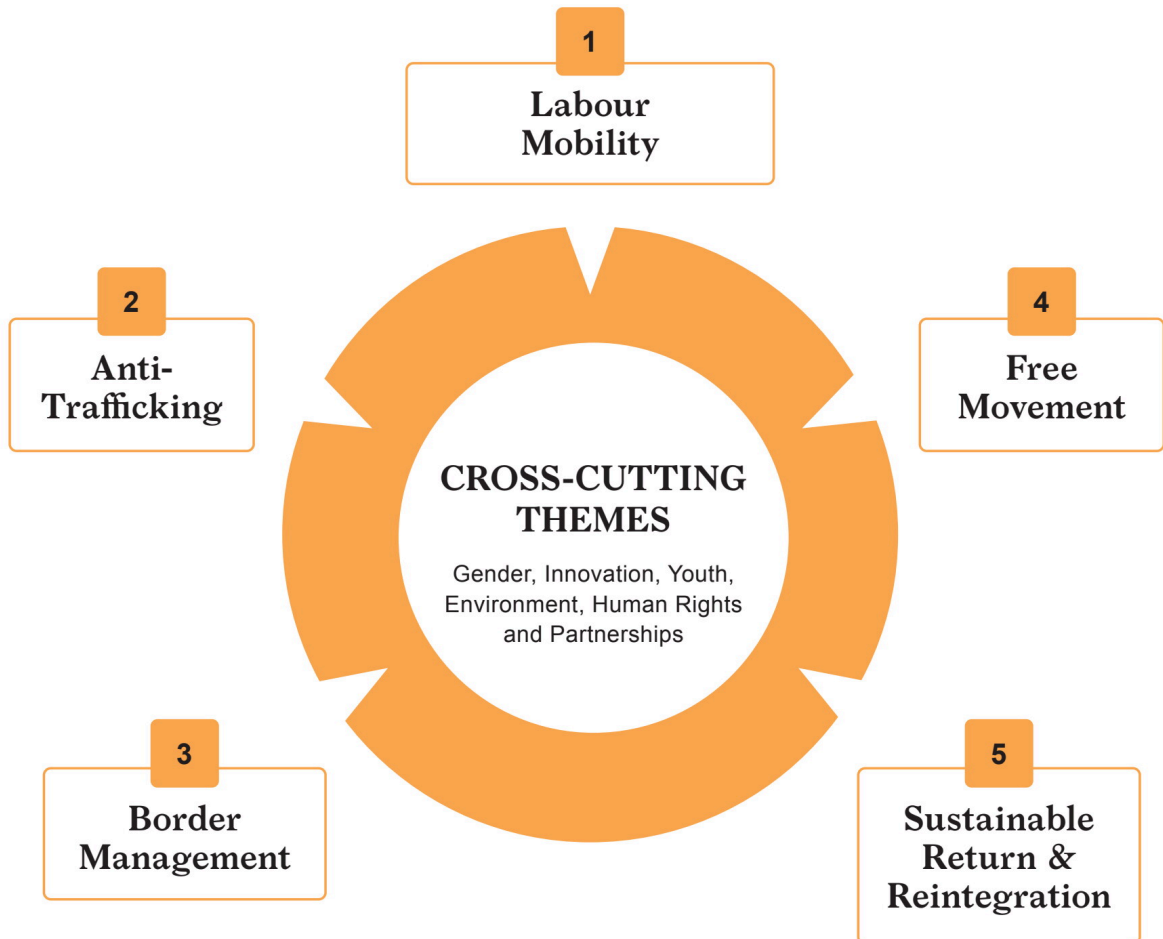 1
Labour
Mobility
2
Anti-
Trafficking
4
Free
Movement
CROSS-CUTTING
THEMES
Gender, Innovation, Youth,
Environment, Human Rights
and Partnerships
3
Border
Management
5
Sustainable
Return &
Reintegration